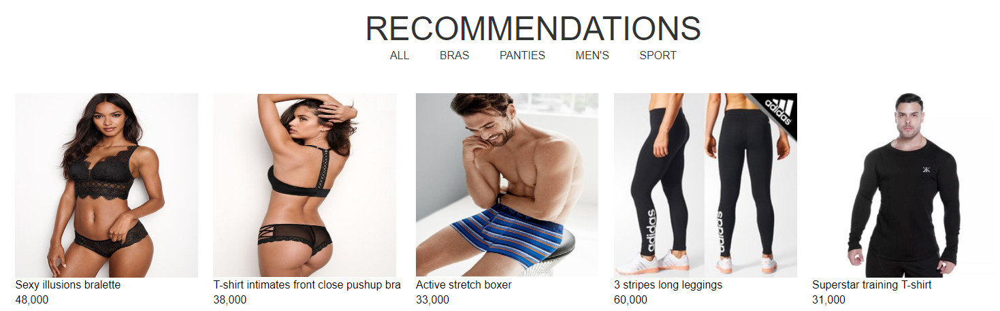 RECOMMENDATIONS
ALL BRAS PANTIES MEN'S SPORT
adidas
adidas
adidas
Sexy illusions bralette
48,000
T-shirt intimates front close pushup bra
38,000
Active stretch boxer
33,000
3 stripes long leggings
60,000
Superstar training T-shirt
31,000